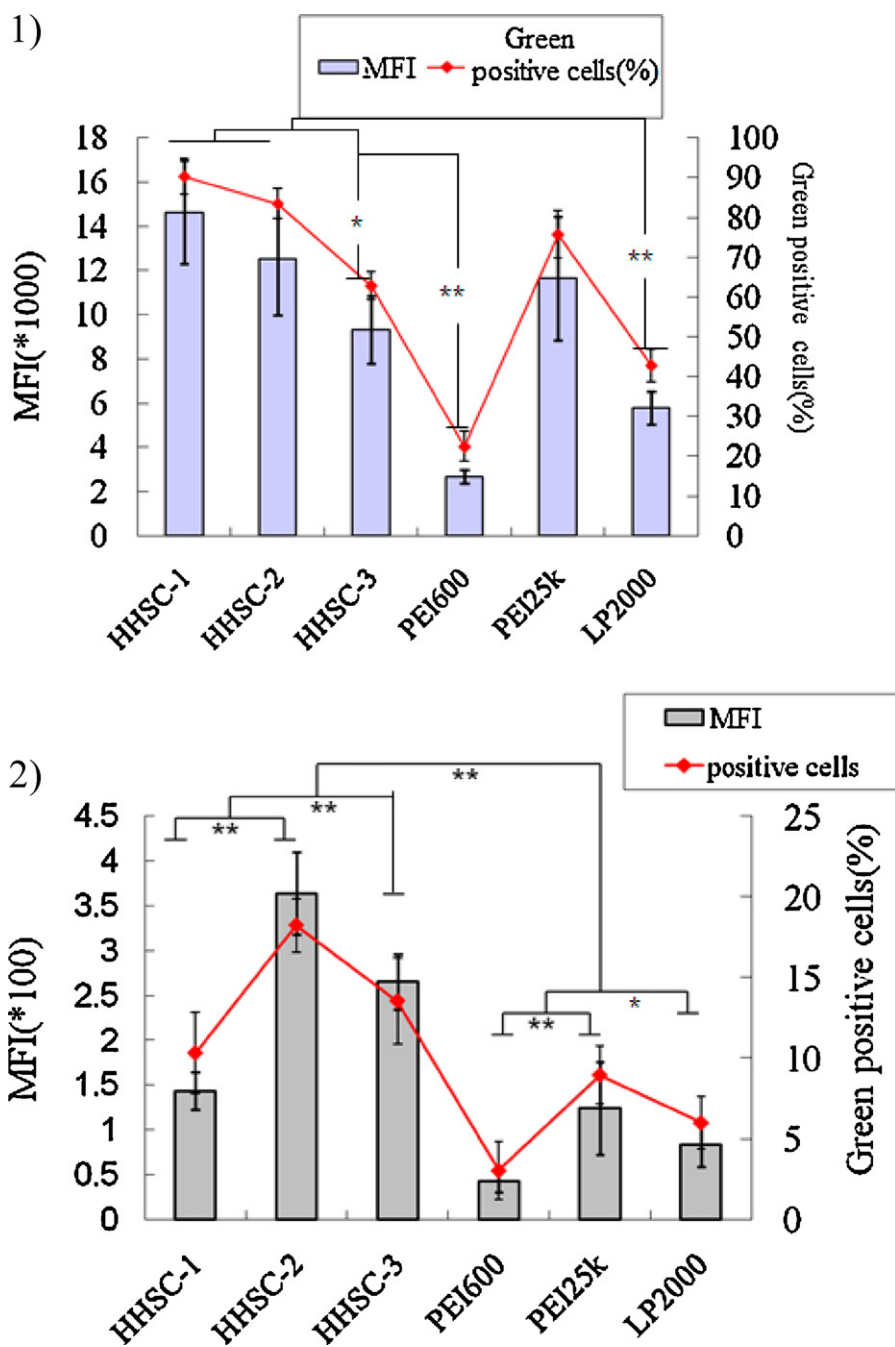 1)
MFI
Green
positive cells(%)
18
16
14
12
10
8
6
4
2
0
MFI(*1000)
100
90
80
70
60
50
40
30
20
10
0
Green positive
cells(%)
*
**
**
HHSC-1
HHSC-2
HHSC-3
PEI600
PEI25k
LP2000
2)
MFI
positive cells
4.5
4
3.5
3
2.5
2
1.5
1
0.5
0
MFI(*100)
25
20
15
10
5
0
Green positive cells(%)
**
**
**
**
*
HHSC-1
HHSC-2
HHSC-3
PEI600
PEI25k
LP2000